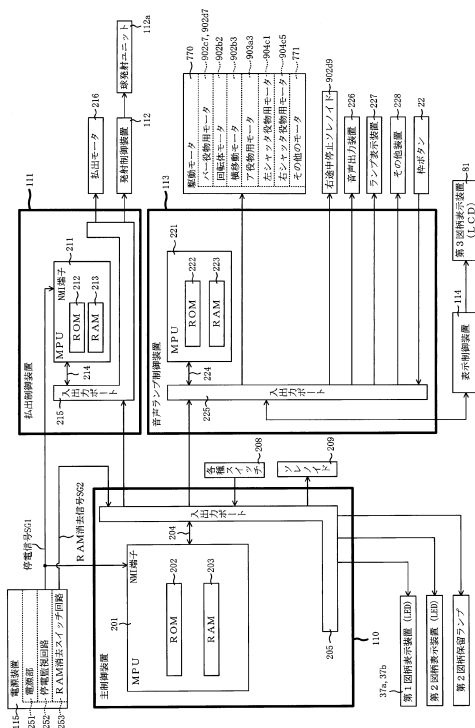 112a
球発射ユニット
216
払出モータ
112
発射制御装置
111
払出制御装置
211
MPU
NMI端子
ROM
212
RAM
213
214
215
入出力ポート
770
駆動モータ
902c7, 902d7
バー役物用モータ
902b2
回転体モータ
902b3
横移動モータ
903a3
ア役物用モータ
904c1
左シャッタ役物用モータ
904c5
右シャッタ役物用モータ
771
その他のモータ
902d9
右途中停止ソレノイド
226
音声出力装置
227
ランプ表示装置
228
その他装置
22
枠ボタン
113
音声ランプ制御装置
221
MPU
ROM
222
RAM
223
224
225
入出力ポート
81
第3図柄表示装置
(LCD)
114
表示制御装置
停電信号SG1
RAM消去信号SG2
115
電源装置
251
電源部
252
停電監視回路
253
RAM消去スイッチ回路
主制御装置
201
MPU
NMI端子
ROM
202
RAM
203
204
205
入出力ポート
110
208
各種スイッチ
209
ソレノイド
37a, 37b
第1図柄表示装置(LED)
第2図柄表示装置(LED)
第2図柄保留ランプ